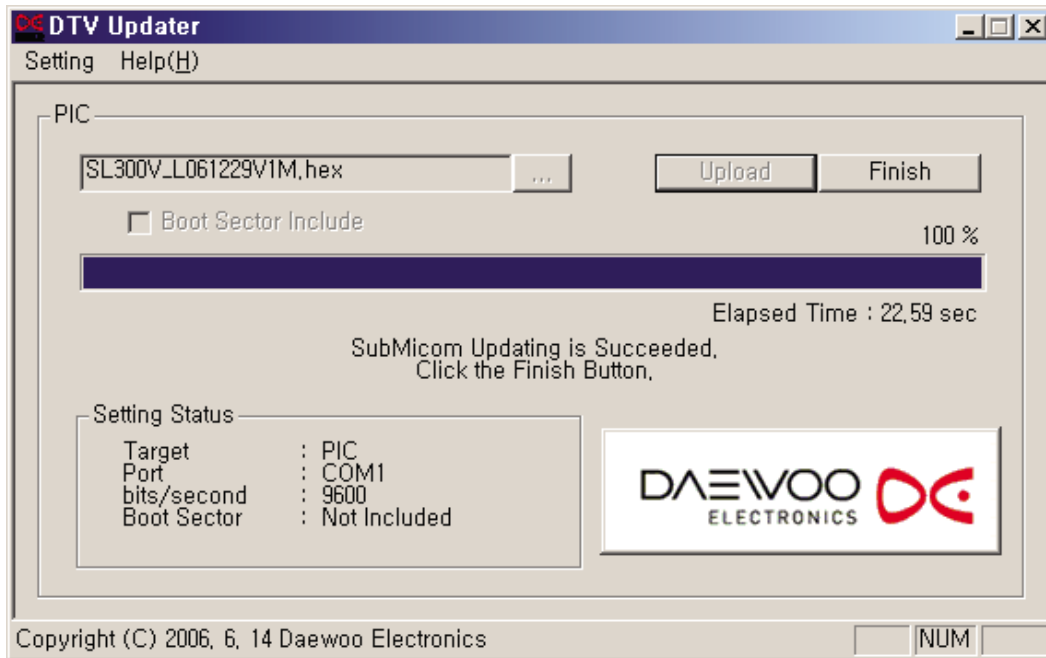 DTV Updater
Setting Help(H)
PIC
SL300V_L061229V1M.hex ... Upload Finish
Boot Sector Include
100 %
Elapsed Time : 22.59 sec
SubMicom Updating is Succeeded.
Click the Finish Button.
Setting Status
Target : PIC
Port : COM1
bits/second : 9600
Boot Sector : Not Included
DAEWOO
ELECTRONICS
Copyright (C) 2006, 6, 14 Daewoo Electronics NUM